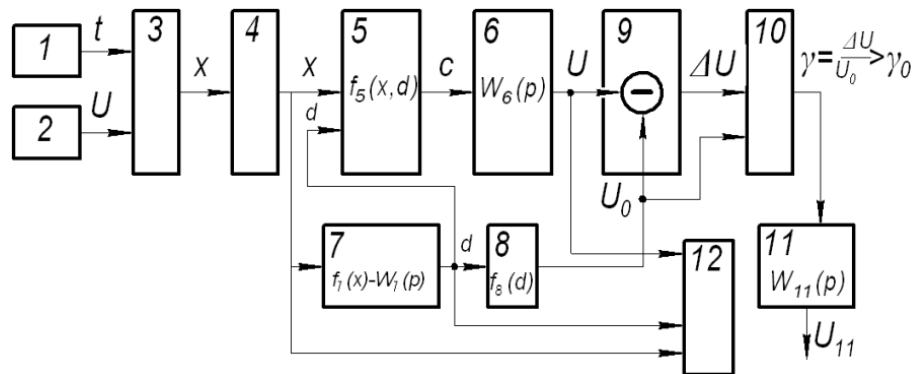 1
t
2
U
3
x
4
x
d
5
f₅(x,d)
c
6
W₆(p)
U
9
−
ΔU
U₀
10
γ = ΔU/U₀ > γ₀
7
f₇(x)-W₇(p)
d
8
f₈(d)
12
11
W₁₁(p)
U₁₁